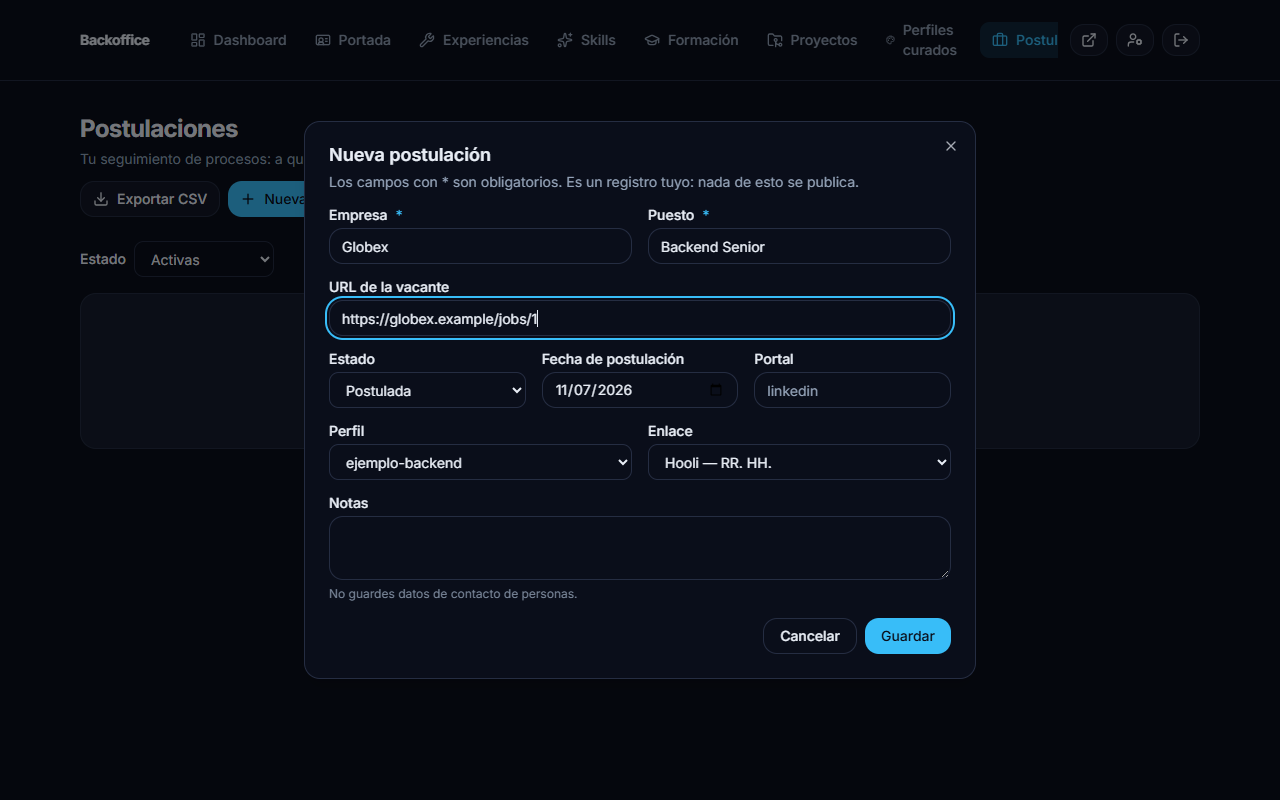 Backoffice
Dashboard
Portada
Experiencias
Skills
Formación
Proyectos
Perfiles
curados
Postul
Postulaciones
Tu seguimiento de procesos: a qu
Exportar CSV
Nueva
Estado
Activas
Nueva postulación
Los campos con * son obligatorios. Es un registro tuyo: nada de esto se publica.
Empresa *
Puesto *
Globex
Backend Senior
URL de la vacante
https://globex.example/jobs/1
Estado
Fecha de postulación
Portal
Postulada
11/07/2026
linkedin
Perfil
Enlace
ejemplo-backend
Hooli — RR. HH.
Notas
No guardes datos de contacto de personas.
Cancelar
Guardar